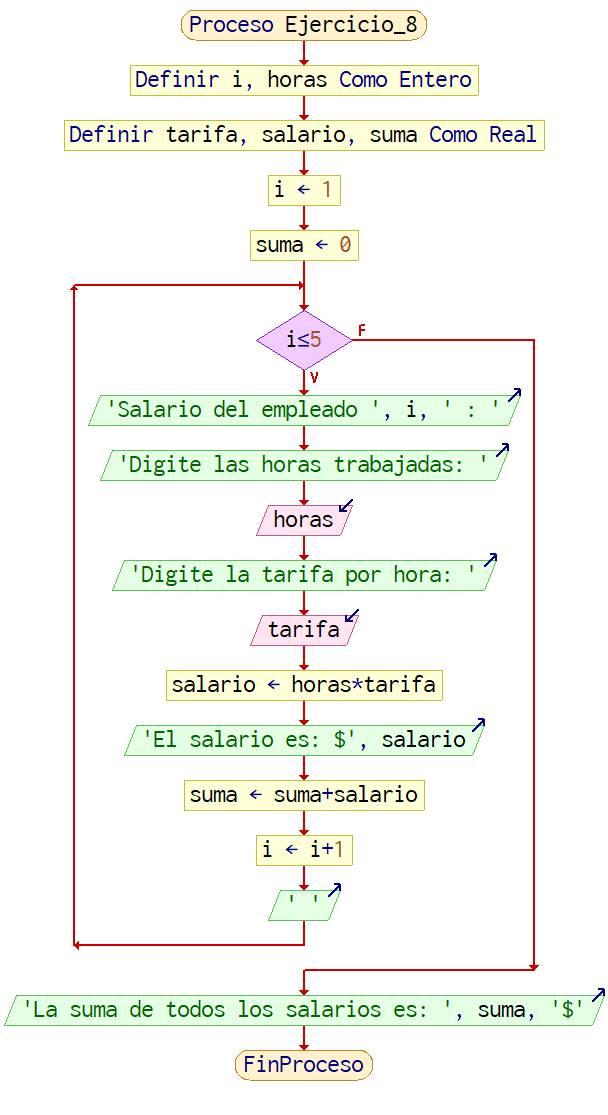 Proceso Ejercicio_8
Definir i, horas Como Entero
Definir tarifa, salario, suma Como Real
i ← 1
suma ← 0
i≤5
F
V
'Salario del empleado ', i, ' : '
'Digite las horas trabajadas: '
horas
'Digite la tarifa por hora: '
tarifa
salario ← horas*tarifa
'El salario es: $', salario
suma ← suma+salario
i ← i+1
' '
'La suma de todos los salarios es: ', suma, '$'
FinProceso